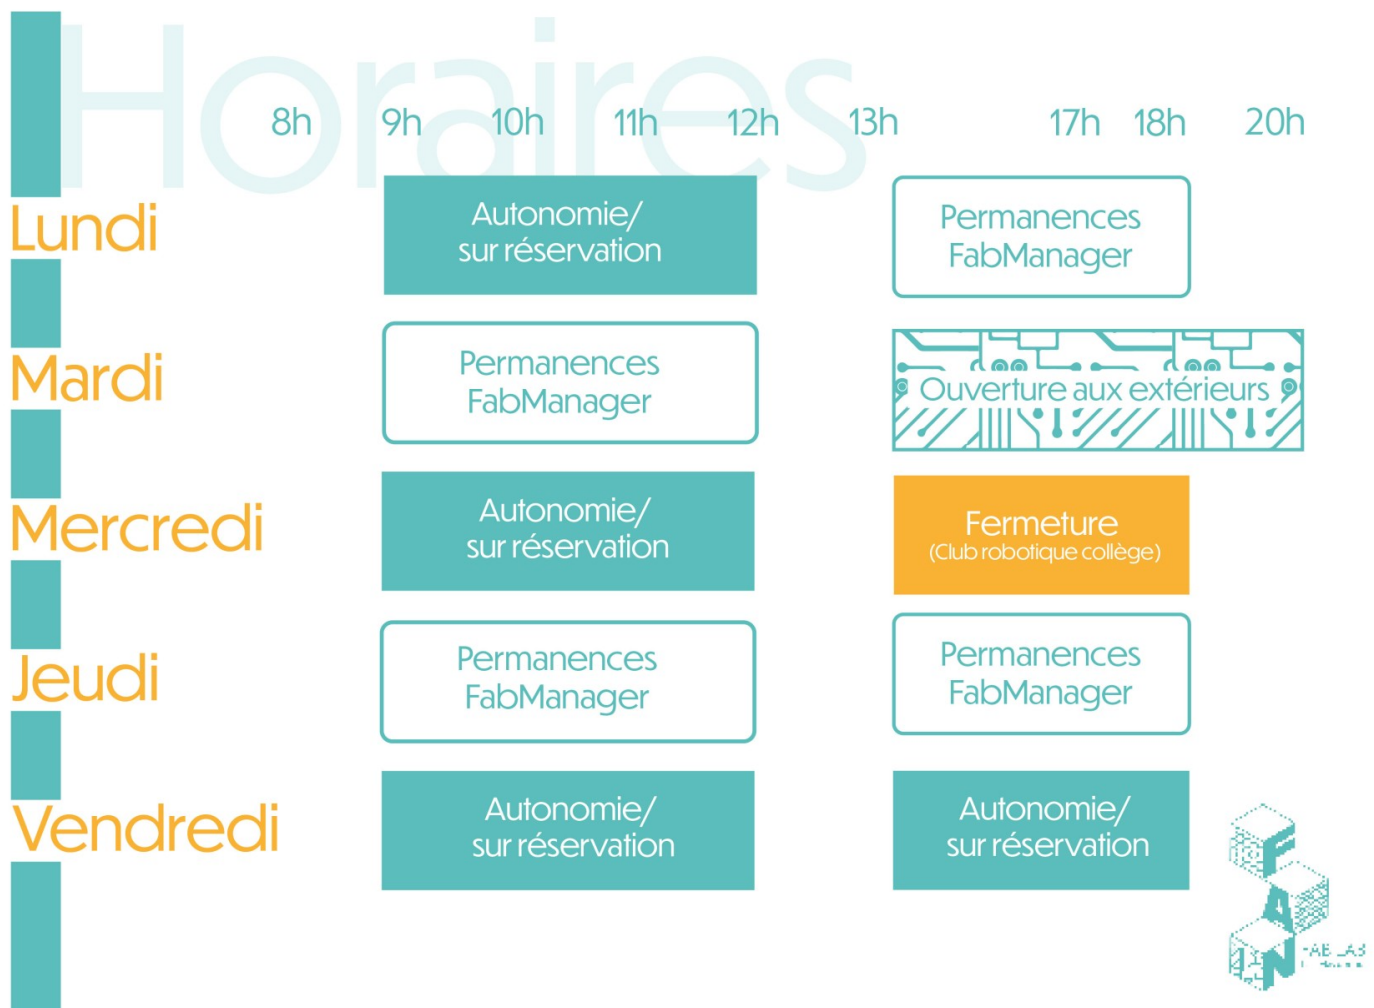 Horaires
8h 9h 10h 11h 12h 13h 17h 18h 20h
Lundi
Autonomie/
sur réservation
Permanences
FabManager
Mardi
Permanences
FabManager
Ouverture aux extérieurs
Mercredi
Autonomie/
sur réservation
Fermeture
(Club robotique collège)
Jeudi
Permanences
FabManager
Permanences
FabManager
Vendredi
Autonomie/
sur réservation
Autonomie/
sur réservation
F
A
N
FAB LAB